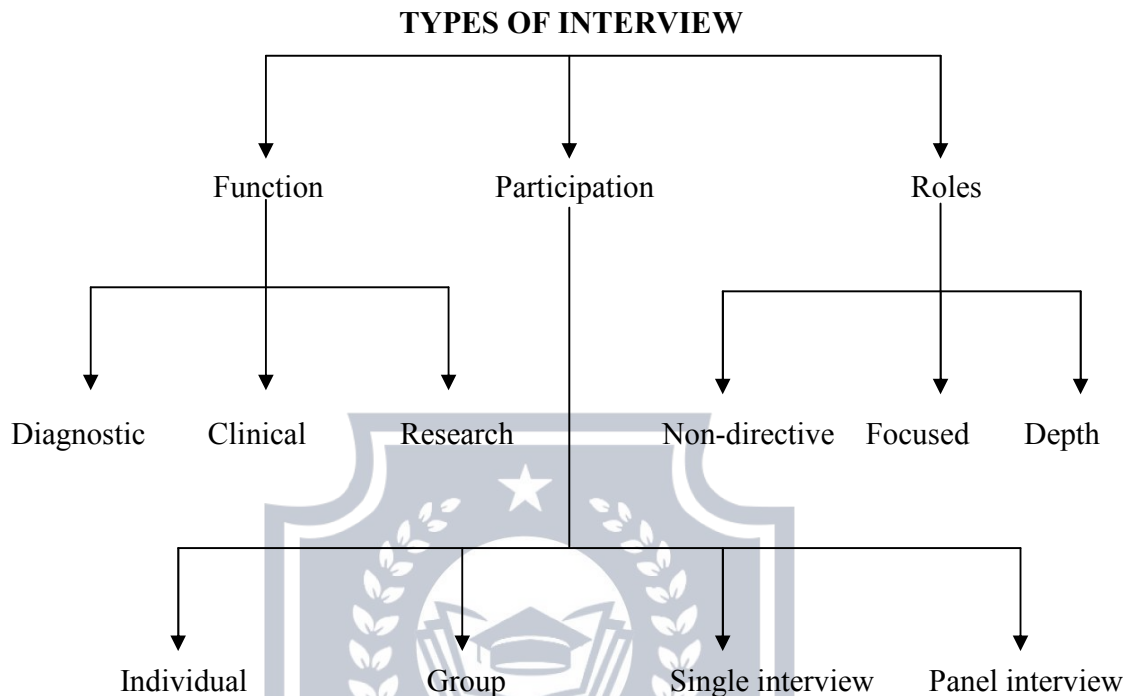 TYPES OF INTERVIEW
Function Participation Roles
Diagnostic Clinical Research Non-directive Focused Depth
Individual Group Single interview Panel interview